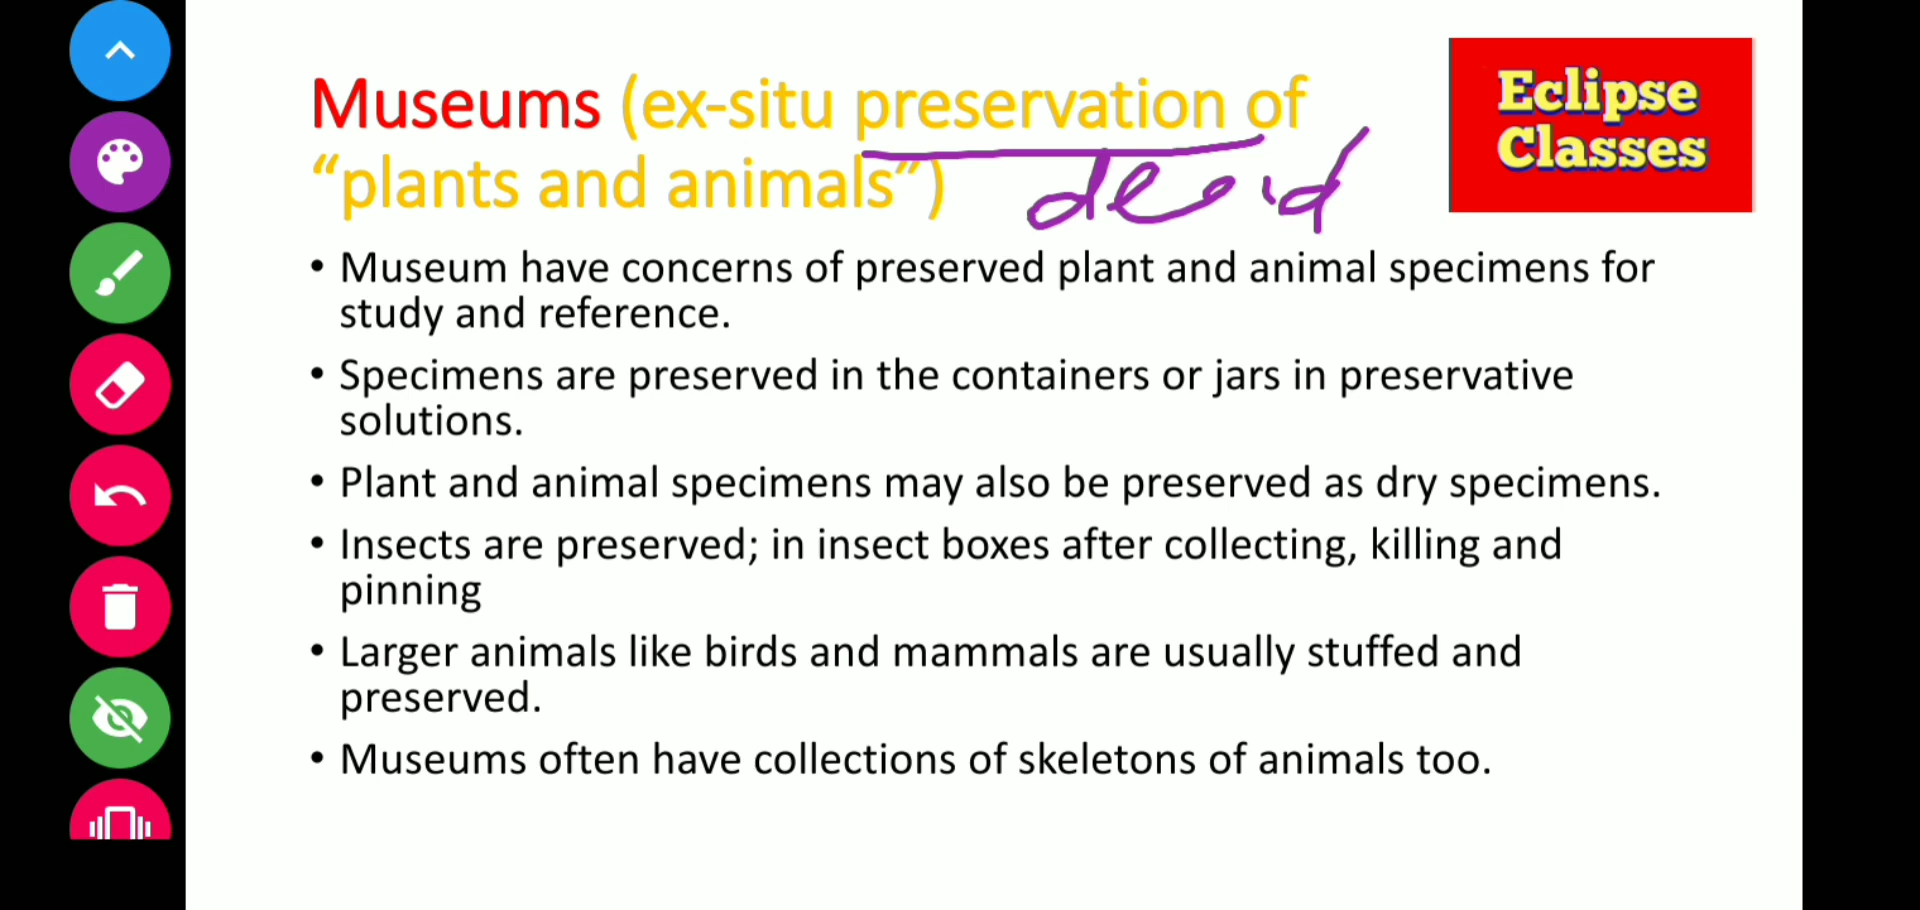 Museums (ex-situ preservation of
“plants and animals”)
dead
Eclipse
Classes
• Museum have concerns of preserved plant and animal specimens for
study and reference.
• Specimens are preserved in the containers or jars in preservative
solutions.
• Plant and animal specimens may also be preserved as dry specimens.
• Insects are preserved; in insect boxes after collecting, killing and
pinning
• Larger animals like birds and mammals are usually stuffed and
preserved.
• Museums often have collections of skeletons of animals too.